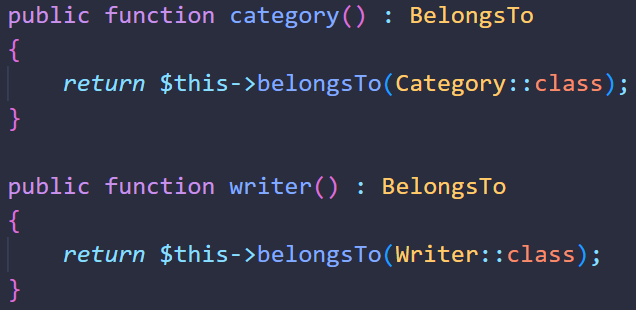 public function category() : BelongsTo
{
    return $this->belongsTo(Category::class);
}
public function writer() : BelongsTo
{
    return $this->belongsTo(Writer::class);
}